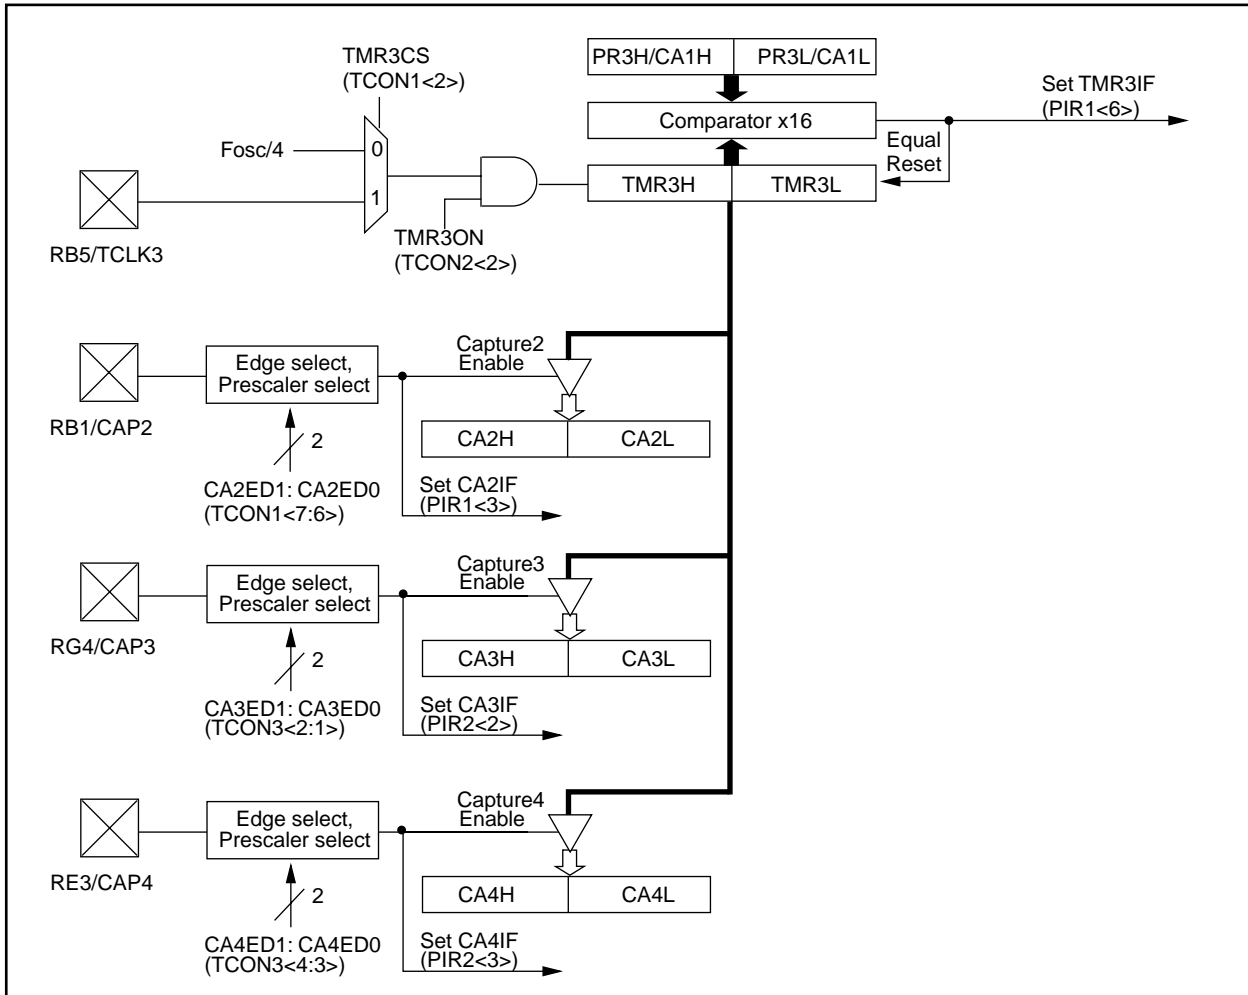 TMR3CS
(TCON1<2>)
PR3H/CA1H
PR3L/CA1L
Set TMR3IF
(PIR1<6>)
Comparator x16
Fosc/4
0
Equal
Reset
TMR3H
TMR3L
1
RB5/TCLK3
TMR3ON
(TCON2<2>)
Capture2
Enable
Edge select,
Prescaler select
RB1/CAP2
2
CA2H
CA2L
CA2ED1: CA2ED0
(TCON1<7:6>)
Set CA2IF
(PIR1<3>)
Capture3
Enable
Edge select,
Prescaler select
RG4/CAP3
2
CA3H
CA3L
CA3ED1: CA3ED0
(TCON3<2:1>)
Set CA3IF
(PIR2<2>)
Capture4
Enable
Edge select,
Prescaler select
RE3/CAP4
2
CA4H
CA4L
CA4ED1: CA4ED0
(TCON3<4:3>)
Set CA4IF
(PIR2<3>)